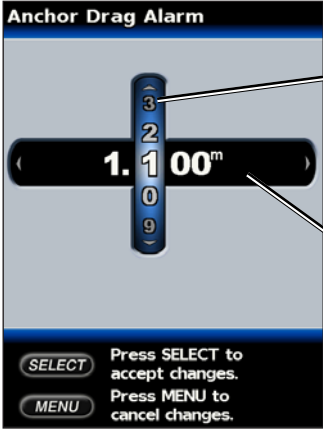 Anchor Drag Alarm
3
2
1.100m
0
9
SELECT Press SELECT to
accept changes.
MENU Press MENU to
cancel changes.